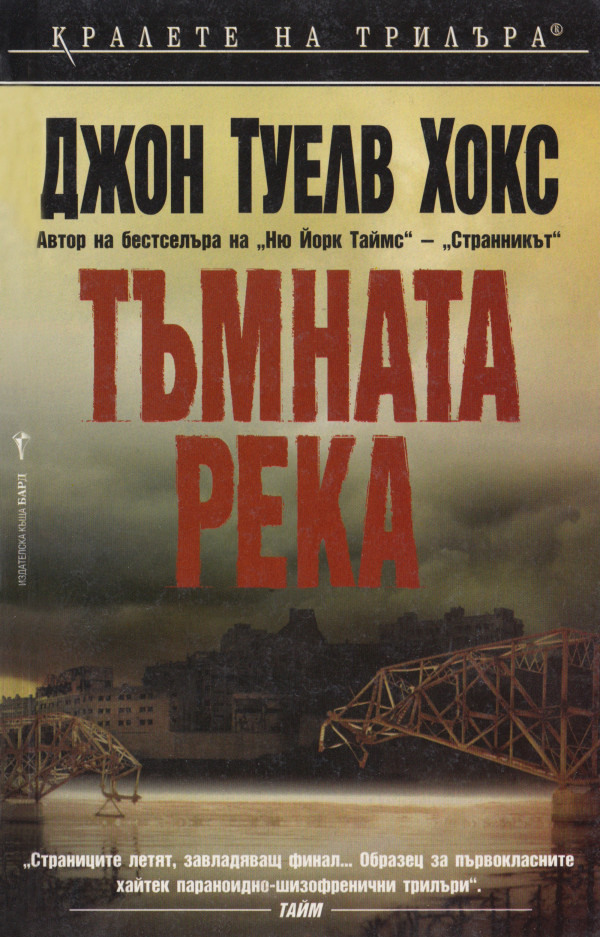 КРАЛЕТЕ НА ТРИЛЪРА®
ДЖОН ТУЕЛВ ХОКС
Автор на бестселъра на „Ню Йорк Таймс“ – „Странникът“
ТЪМНАТА
РЕКА
ИЗДАТЕЛСКА КЪЩА БАРД
„Страниците летят, завладяващ финал... Образец за първокласните
хайтек параноидно-шизофренични трилъри“.
ТАЙМ